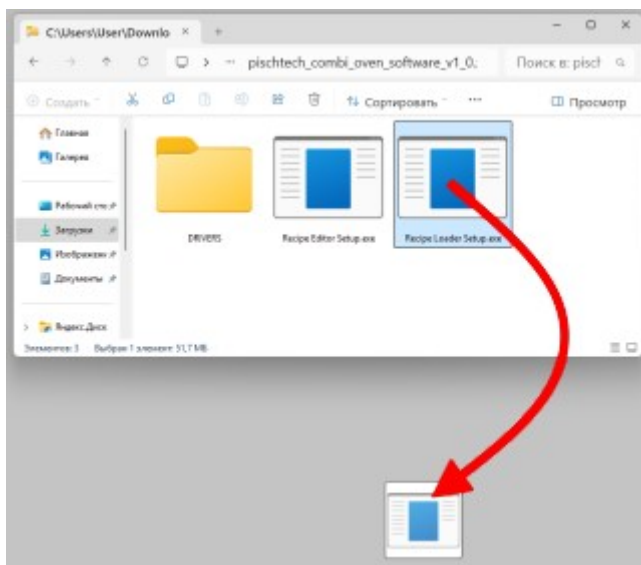 C:\Users\User\Downlo
pischtech_combi_oven_software_v1_0.
Поиск в: pisch
Создать
Сортировать
Просмотр
Главная
Галерея
Рабочий сто
Загрузки
Изображени
Документы
Яндекс.Диск
DRIVERS
Recipe Editor Setup.exe
Recipe Loader Setup.exe
Элементов: 3 Выбран 1 элемент: 51,7 МБ